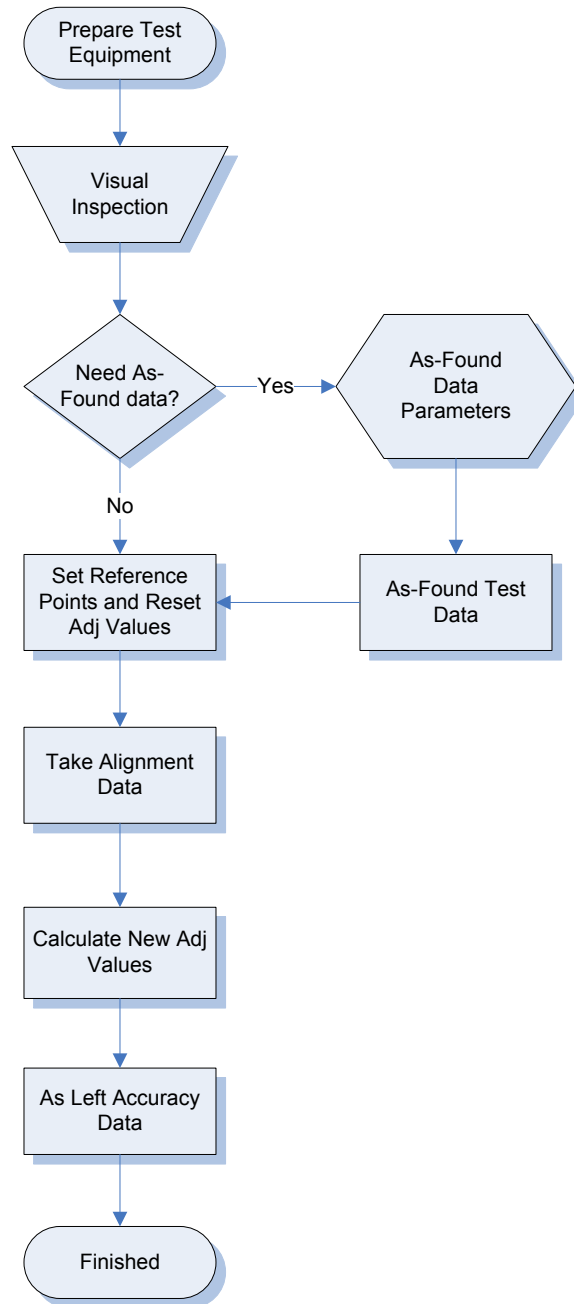 Prepare Test
Equipment
Visual
Inspection
Need As-
Found data?
Yes
As-Found
Data
Parameters
No
Set Reference
Points and Reset
Adj Values
As-Found Test
Data
Take Alignment
Data
Calculate New Adj
Values
As Left Accuracy
Data
Finished